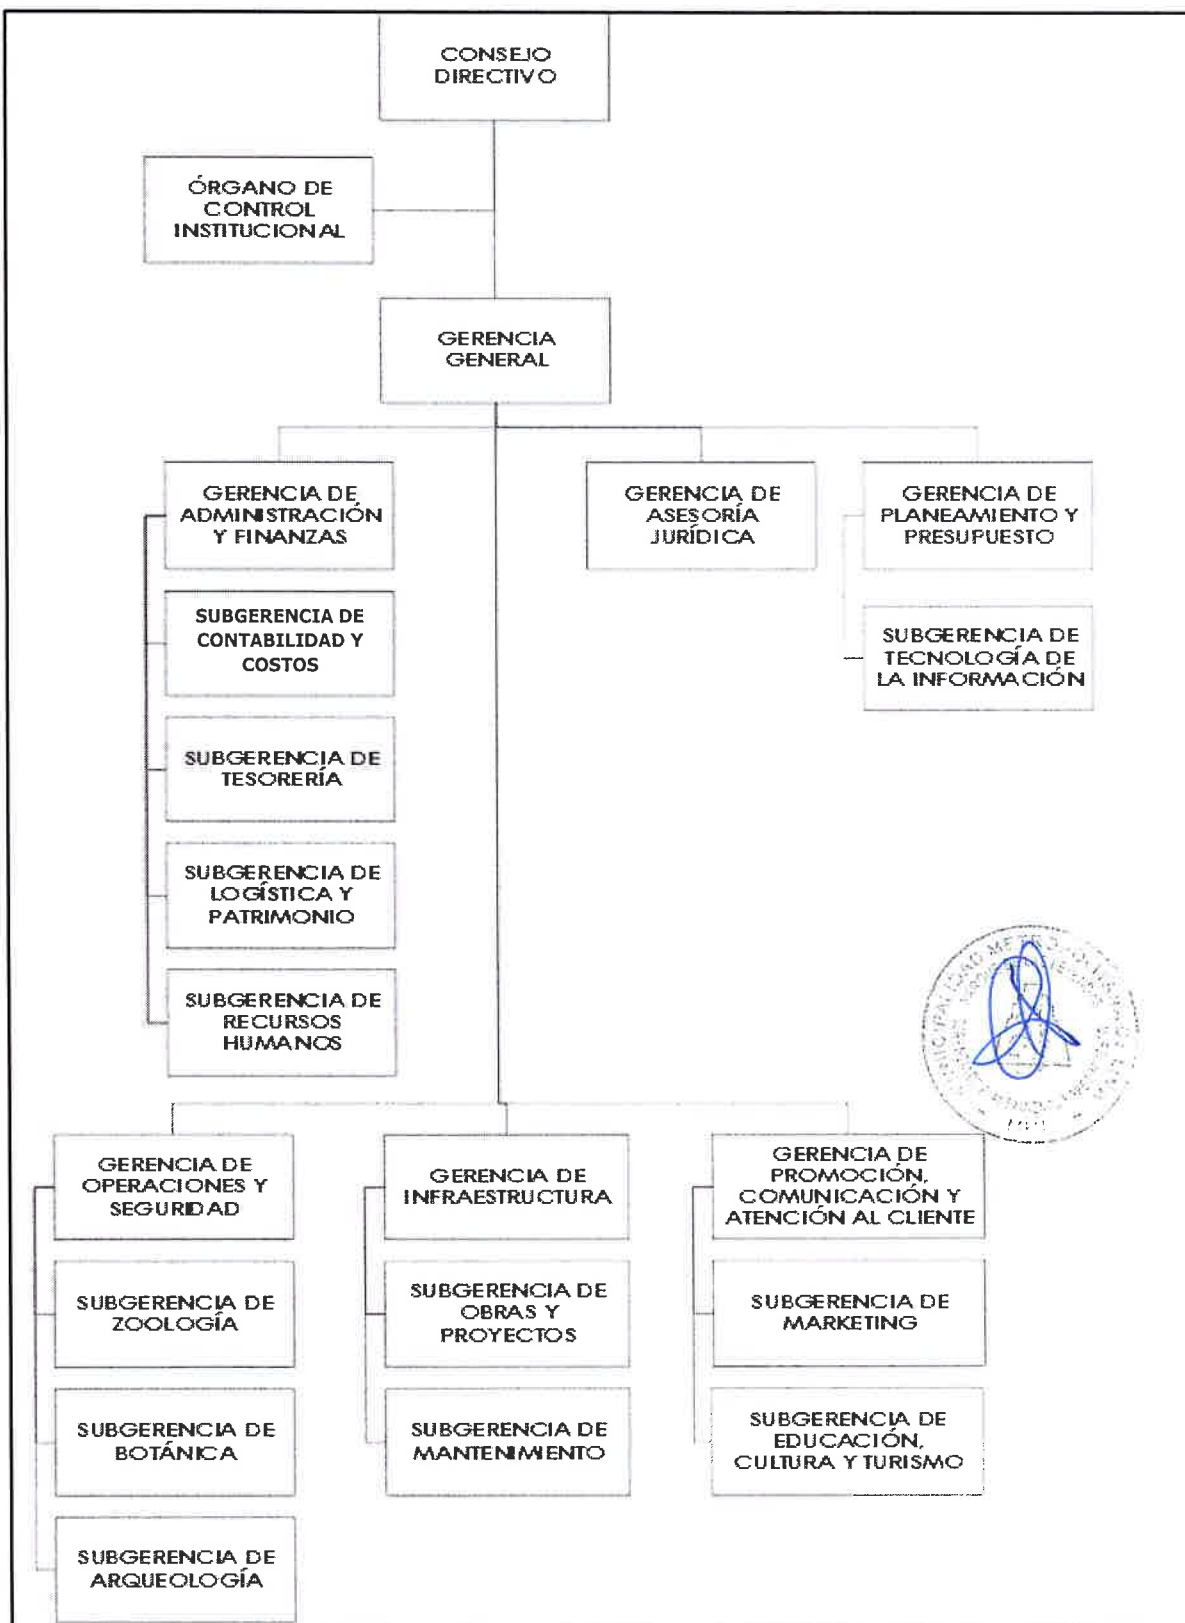 CONSEJO
DIRECTIVO
ÓRGANO DE
CONTROL
INSTITUCIONAL
GERENCIA
GENERAL
GERENCIA DE
ADMINISTRACIÓN
Y FINANZAS
GERENCIA DE
ASESORÍA
JURÍDICA
GERENCIA DE
PLANEAMIENTO Y
PRESUPUESTO
SUBGERENCIA DE
CONTABILIDAD Y
COSTOS
SUBGERENCIA DE
TECNOLOGÍA DE
LA INFORMACIÓN
SUBGERENCIA DE
TESORERÍA
SUBGERENCIA DE
LOGÍSTICA Y
PATRIMONIO
SUBGERENCIA DE
RECURSOS
HUMANOS
GERENCIA DE
OPERACIONES Y
SEGURIDAD
SUBGERENCIA DE
ZOOLOGÍA
SUBGERENCIA DE
BOTÁNICA
SUBGERENCIA DE
ARQUEOLOGÍA
GERENCIA DE
INFRAESTRUCTURA
SUBGERENCIA DE
OBRAS Y
PROYECTOS
SUBGERENCIA DE
MANTENIMIENTO
GERENCIA DE
PROMOCIÓN,
COMUNICACIÓN Y
ATENCIÓN AL CLIENTE
SUBGERENCIA DE
MARKETING
SUBGERENCIA DE
EDUCACIÓN,
CULTURA Y TURISMO